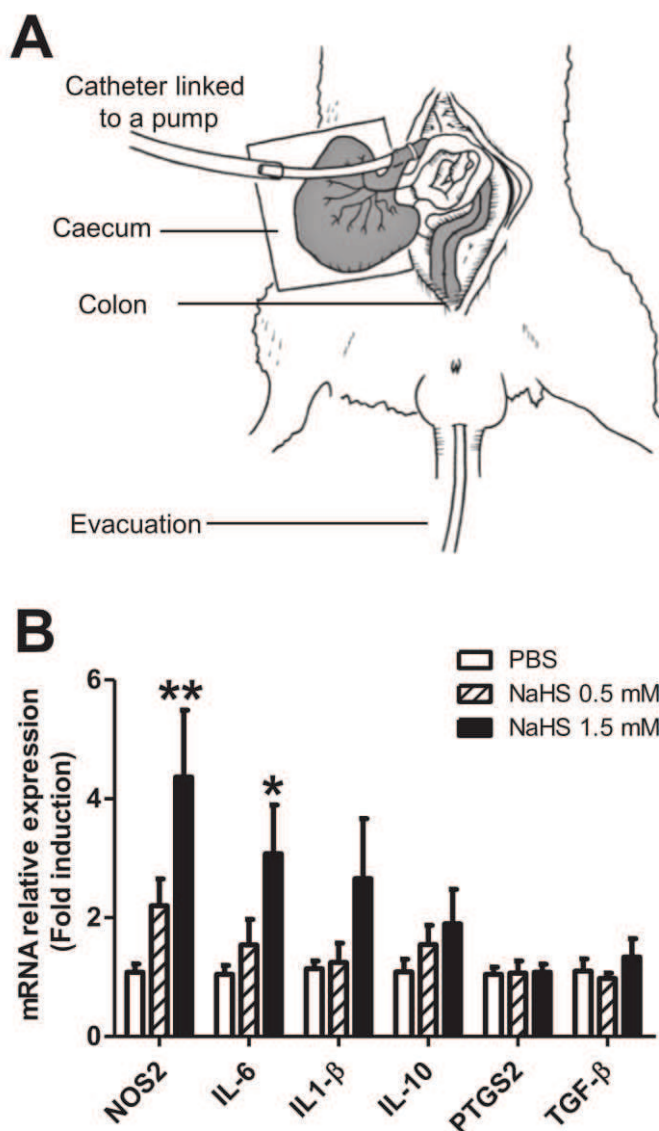 A
Catheter linked
to a pump
Caecum
Colon
Evacuation
B
PBS
NaHS 0.5 mM
NaHS 1.5 mM
mRNA relative expression
(Fold induction)
6
4
2
0
**
*
NOS2
IL-6
IL1-β
IL-10
PTGS2
TGF-β